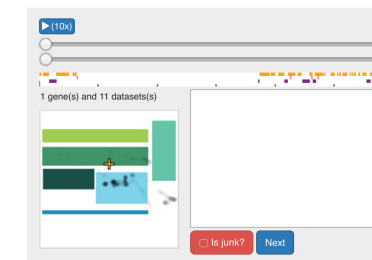 (10x)
1 gene(s) and 11 datasets(s)
Is junk? Next